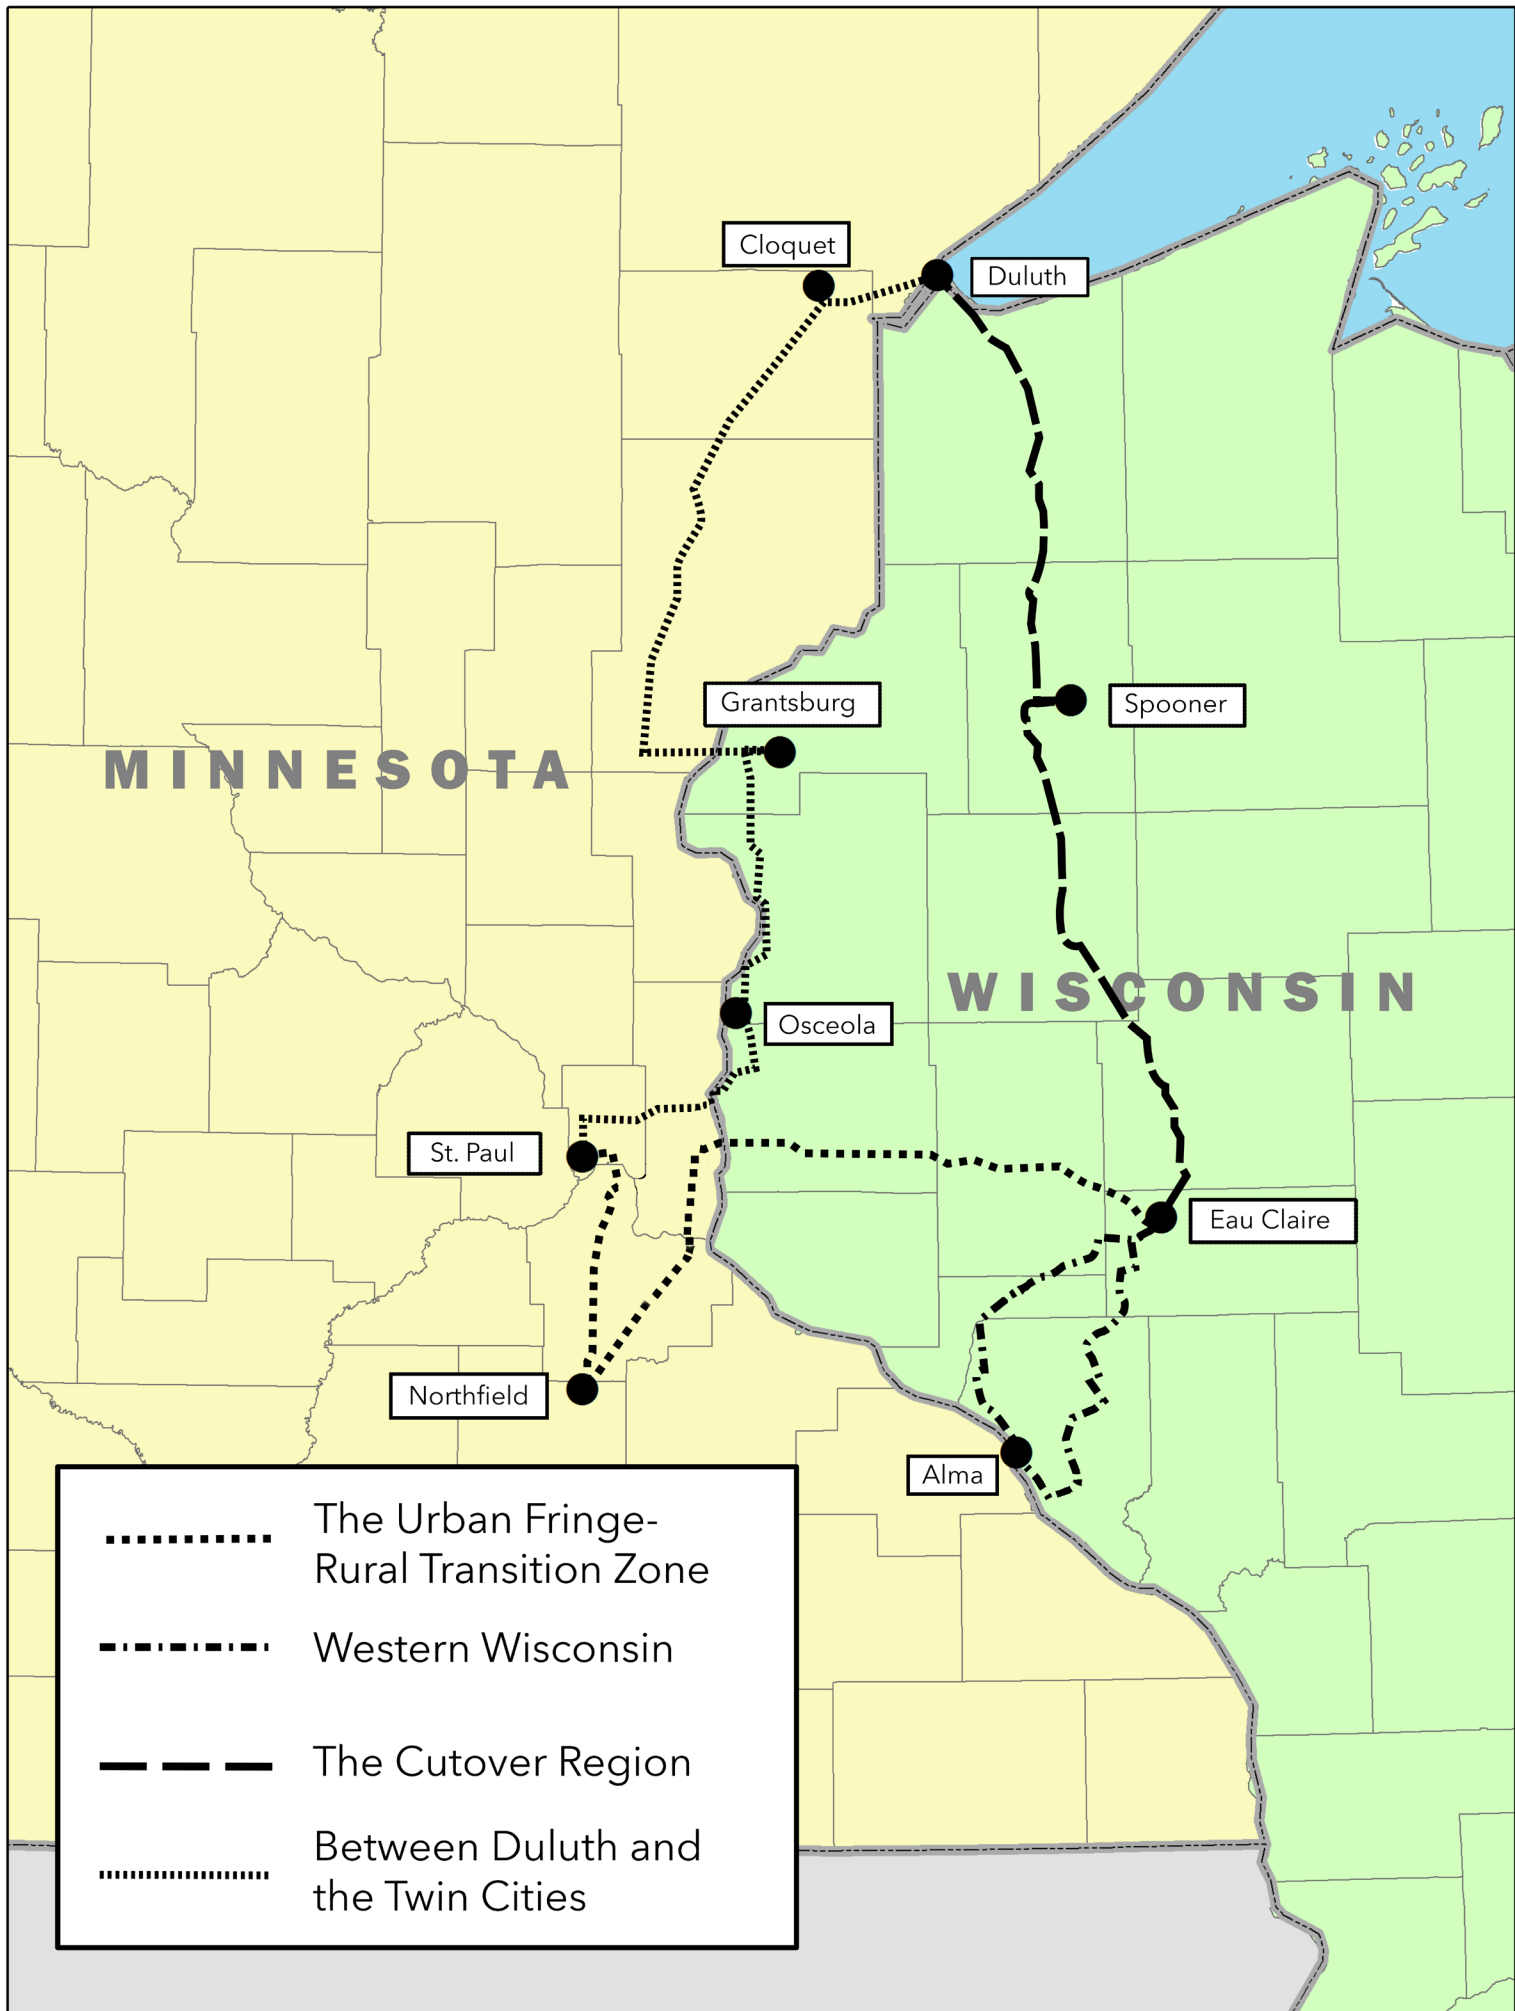 Cloquet
Duluth
Grantsburg
Spooner
MINNESOTA
WISCONSIN
Osceola
St. Paul
Eau Claire
Northfield
Alma
The Urban Fringe-
Rural Transition Zone
Western Wisconsin
The Cutover Region
Between Duluth and
the Twin Cities